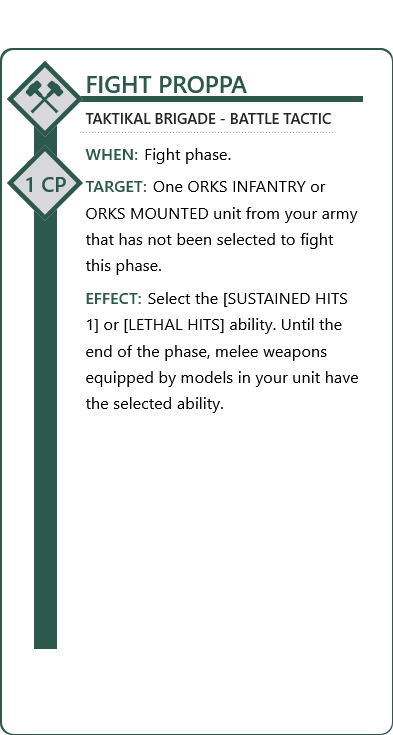 FIGHT PROPPA
TAKTIKAL BRIGADE - BATTLE TACTIC
WHEN: Fight phase.
1 CP
TARGET: One ORKS INFANTRY or
ORKS MOUNTED unit from your army
that has not been selected to fight
this phase.
EFFECT: Select the [SUSTAINED HITS
1] or [LETHAL HITS] ability. Until the
end of the phase, melee weapons
equipped by models in your unit have
the selected ability.